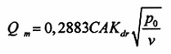 Q_m = 0,2883CAK_dr √(p_0/v)